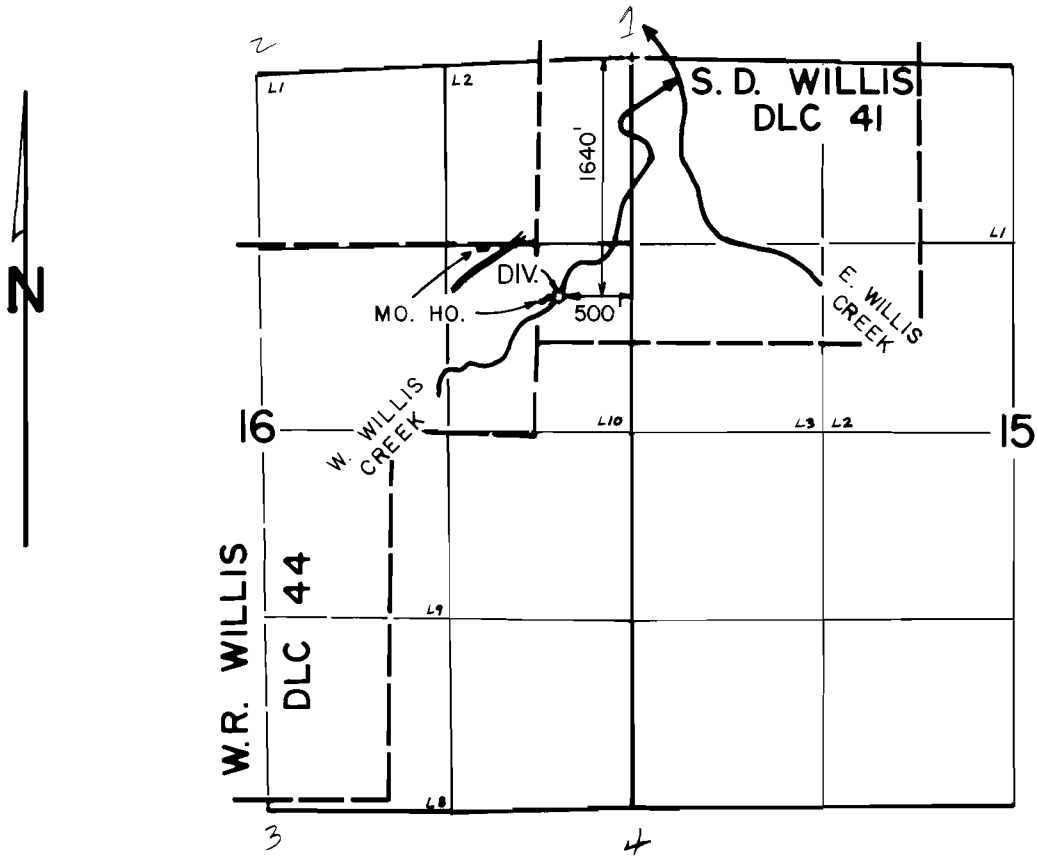 1
2
L1
L2
S. D. WILLIS
DLC 41
1640'
N
L1
DIV.
MO. HO.
500'
E. WILLIS
CREEK
W. WILLIS
CREEK
16
L10
L3
L2
15
W.R. WILLIS
DLC 44
L9
L8
3
4